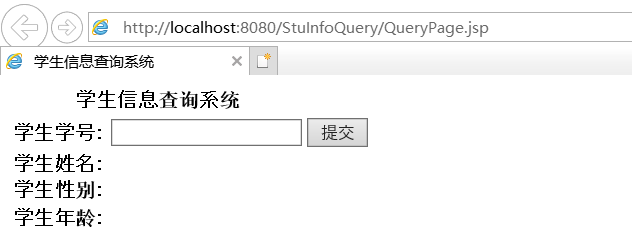 http://localhost:8080/StuInfoQuery/QueryPage.jsp
学生信息查询系统
学生信息查询系统
学生学号: 提交
学生姓名:
学生性别:
学生年龄: